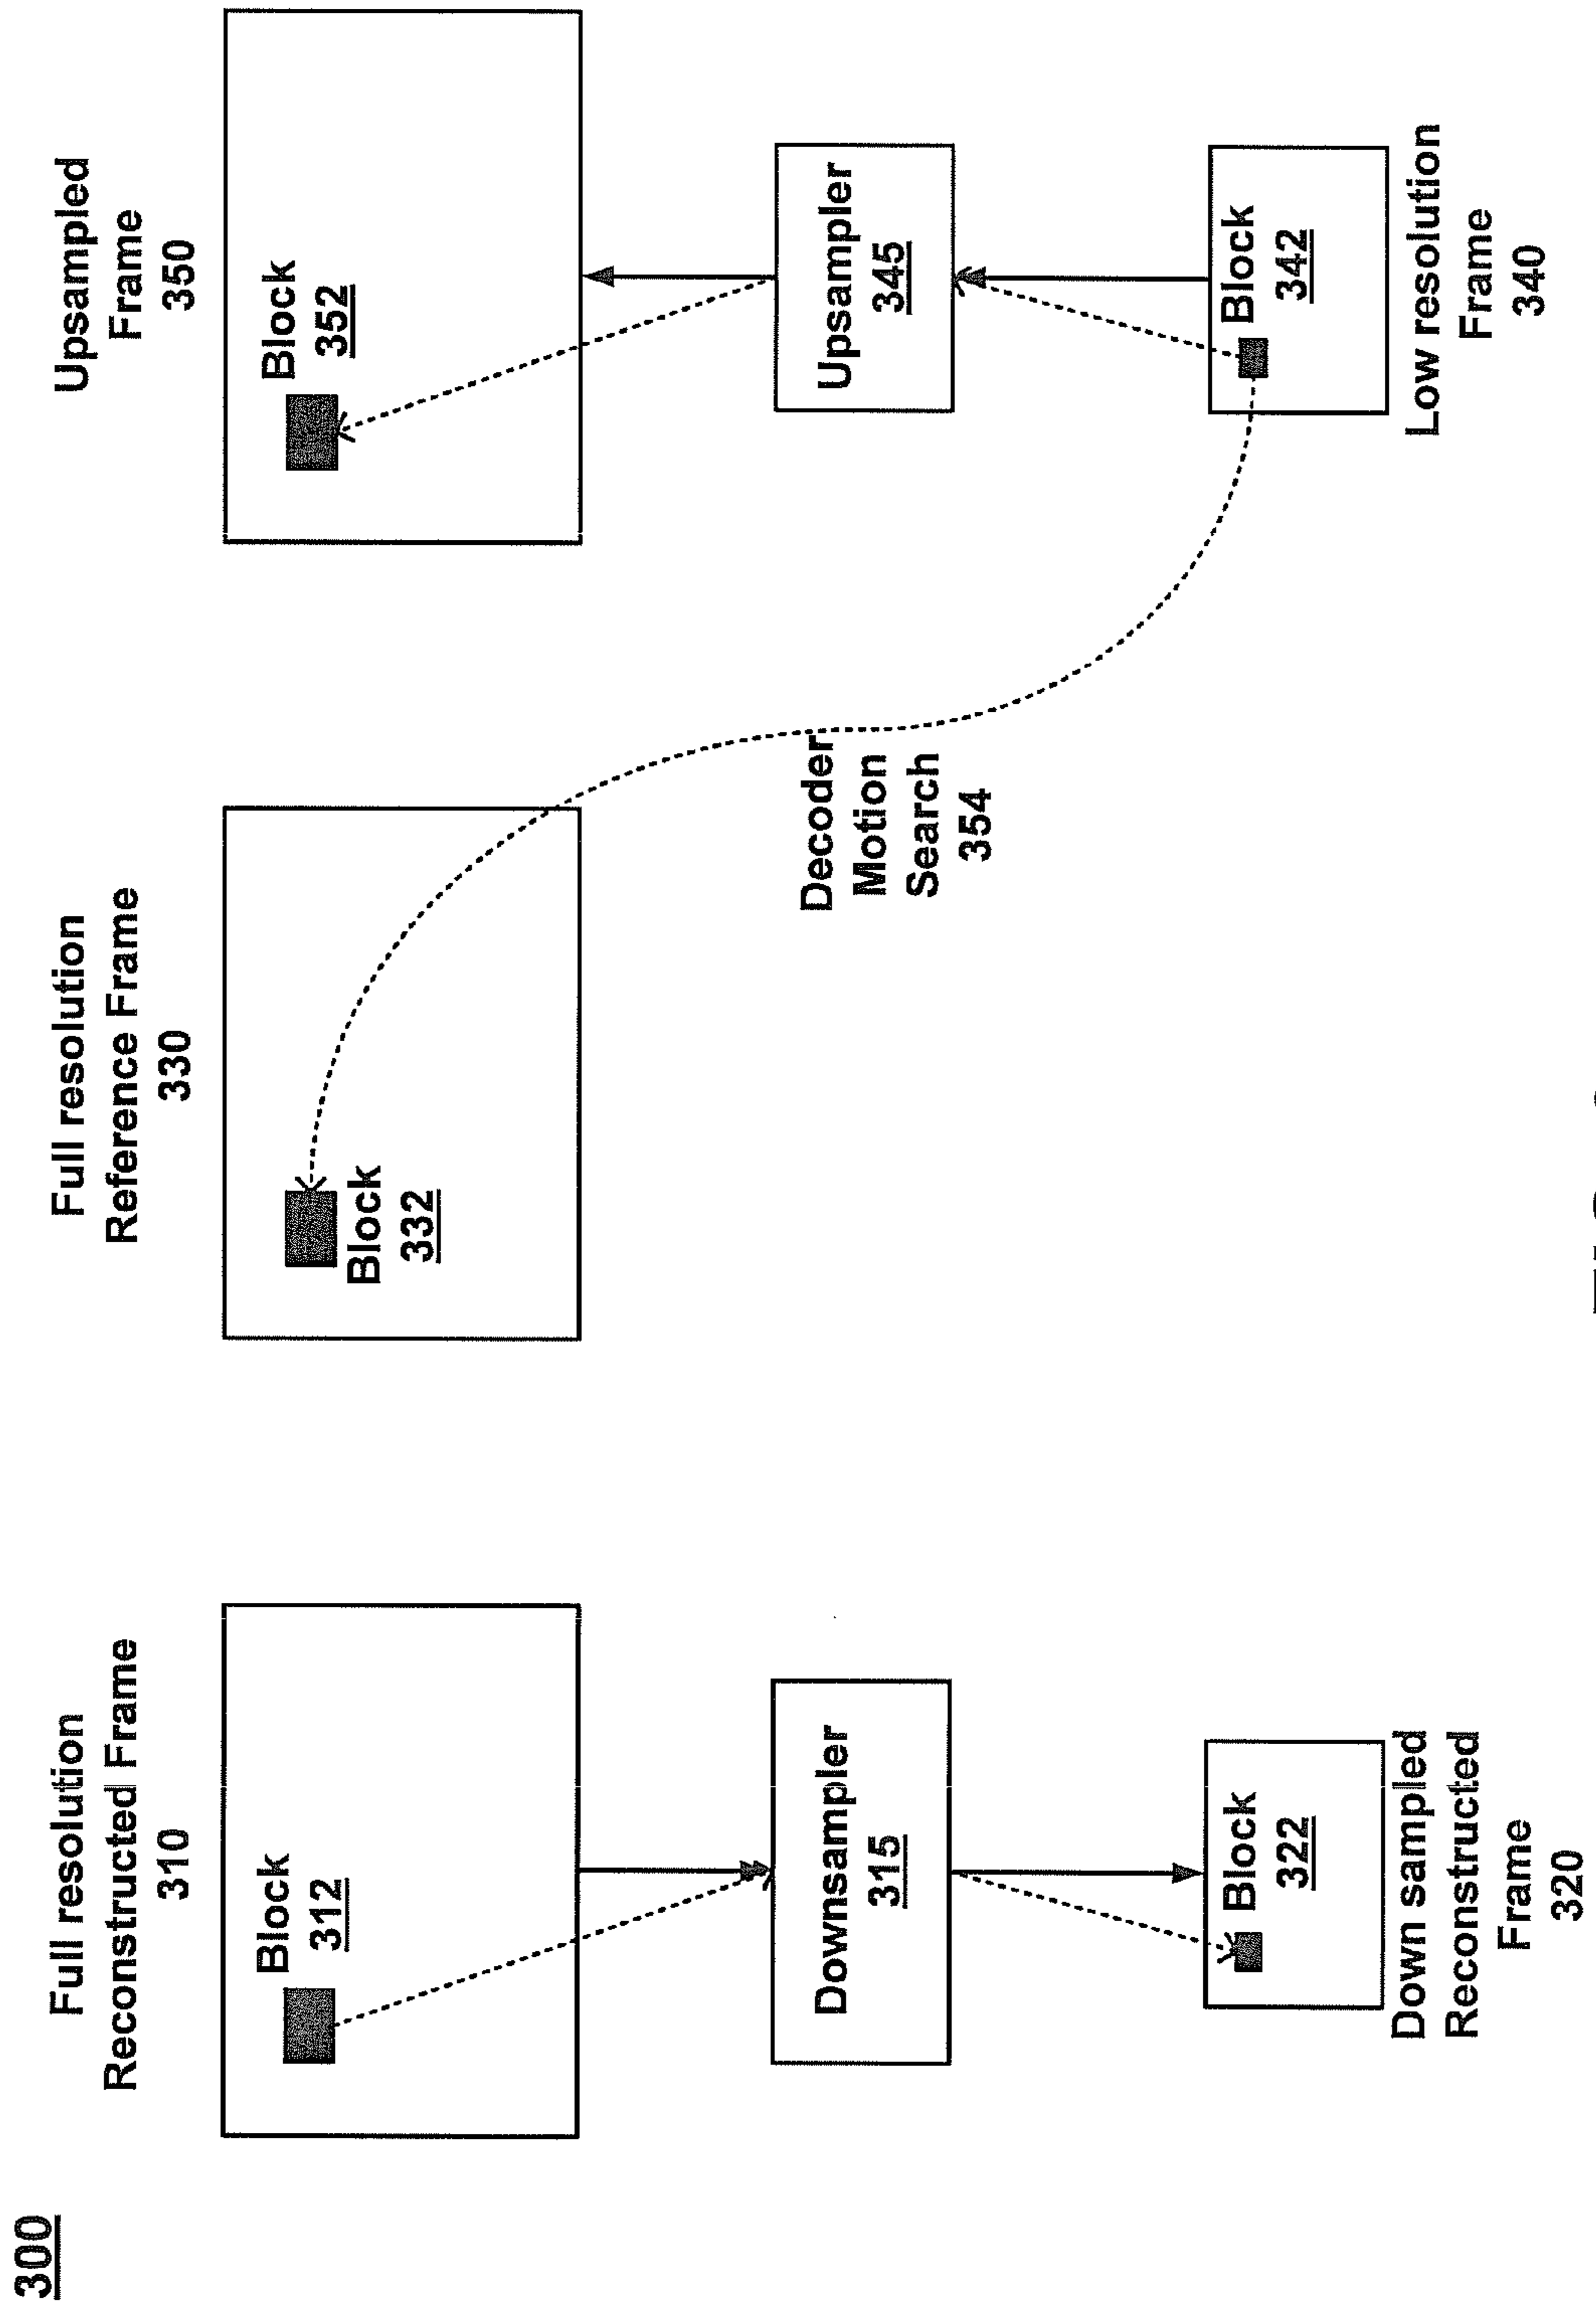 300
Full resolution
Reconstructed Frame
310
Block
312
Downsampler
315
Block
322
Down sampled
Reconstructed
Frame
320
Full resolution
Reference Frame
330
Block
332
Decoder
Motion
Search
354
Upsampled
Frame
350
Block
352
Upsampler
345
Block
342
Low resolution
Frame
340